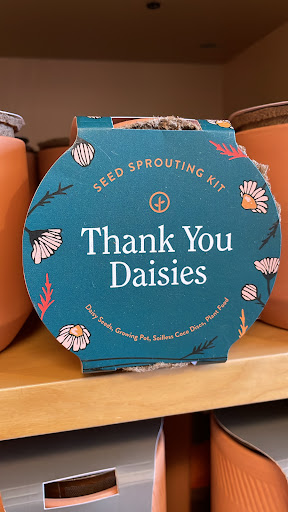 SEED SPROUTING KIT
Thank You
Daisies
Daisy Seeds, Growing Pot, Soilless Coco Discs, Plant Food